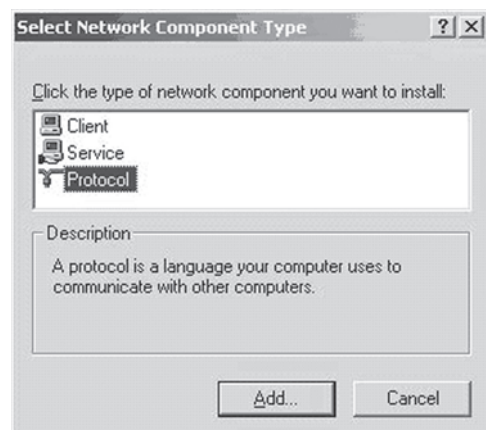 Select Network Component Type
? X
Click the type of network component you want to install:
Client
Service
Protocol
Description
A protocol is a language your computer uses to
communicate with other computers.
Add... Cancel